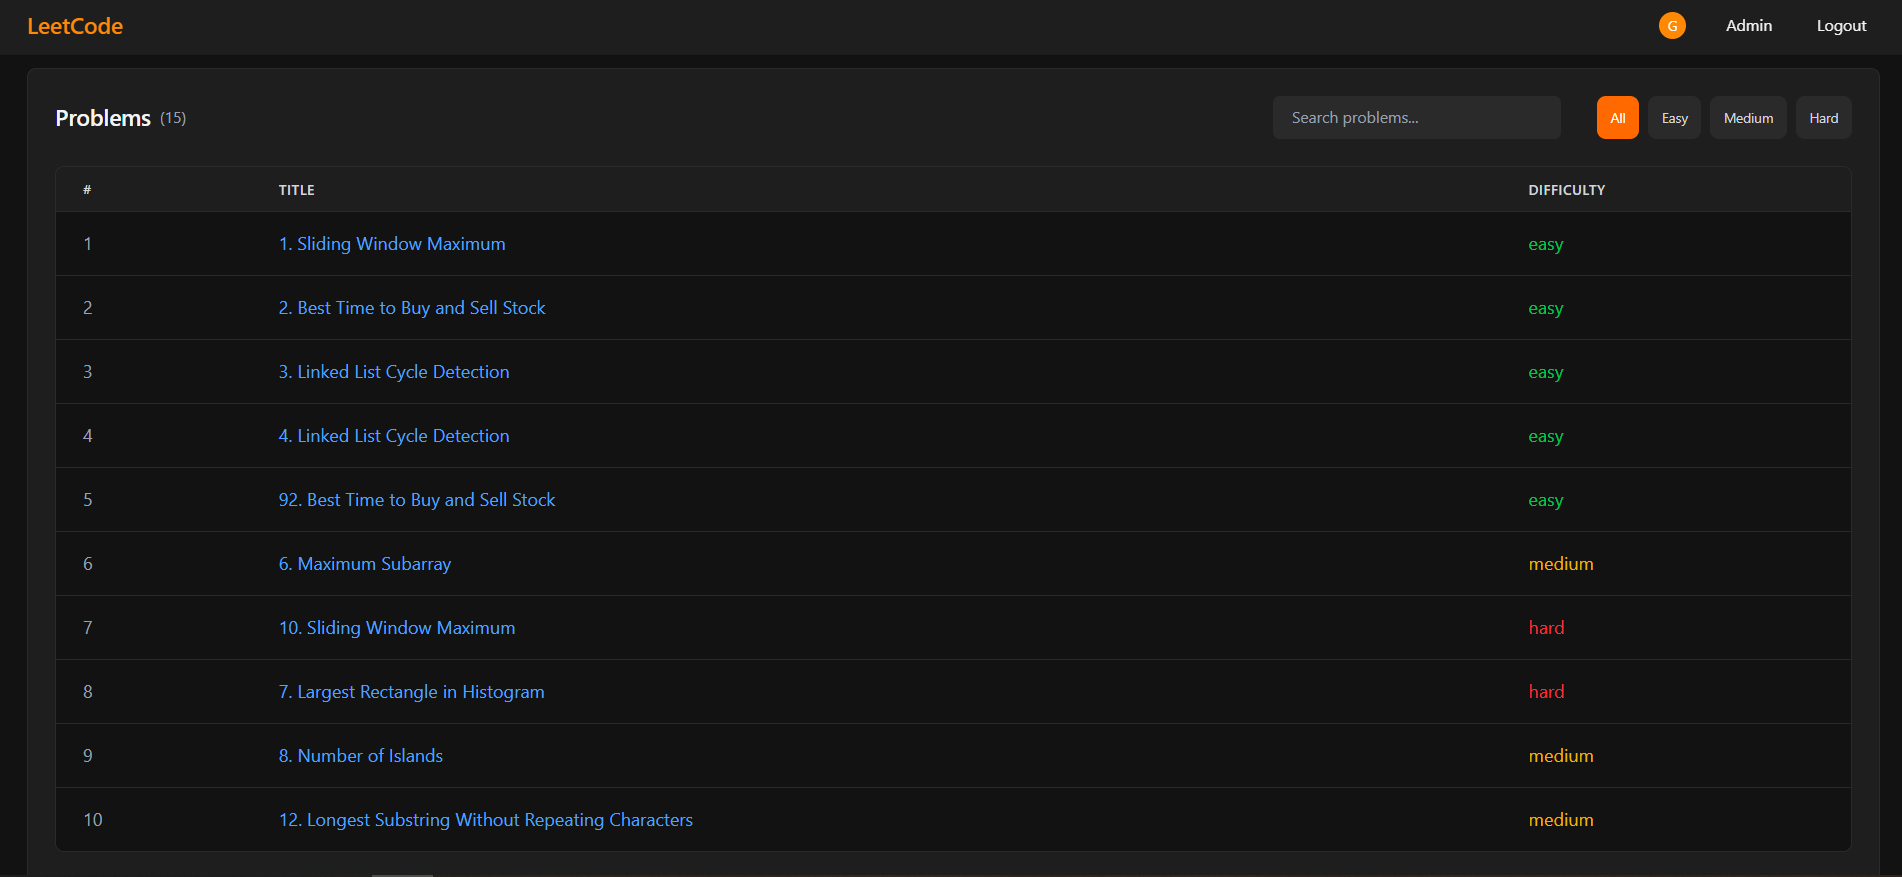 LeetCode
G Admin Logout
Problems (15) Search problems... All Easy Medium Hard
# TITLE DIFFICULTY
1 1. Sliding Window Maximum easy
2 2. Best Time to Buy and Sell Stock easy
3 3. Linked List Cycle Detection easy
4 4. Linked List Cycle Detection easy
5 92. Best Time to Buy and Sell Stock easy
6 6. Maximum Subarray medium
7 10. Sliding Window Maximum hard
8 7. Largest Rectangle in Histogram hard
9 8. Number of Islands medium
10 12. Longest Substring Without Repeating Characters medium